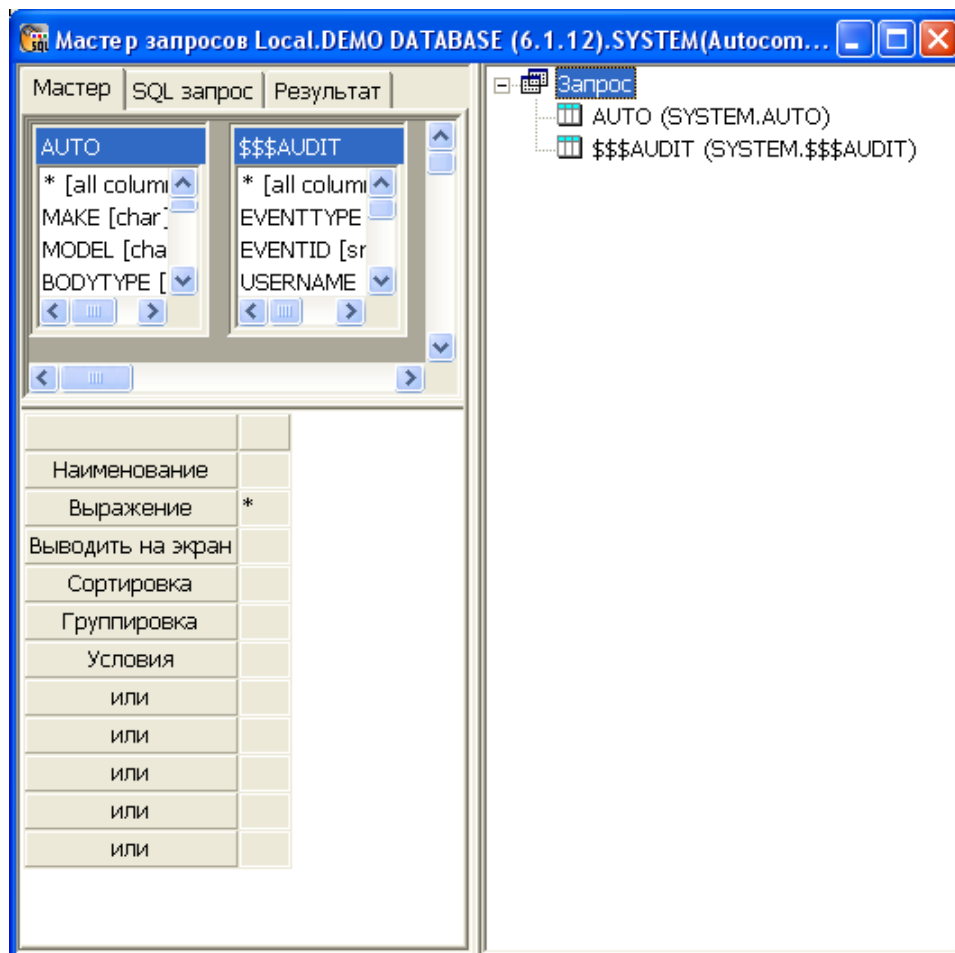 Мастер запросов Local.DEMO DATABASE (6.1.12).SYSTEM(Autocom...
Мастер SQL запрос Результат
AUTO
* [all colum
MAKE [char]
MODEL [cha
BODYTYPE [
$$$AUDIT
* [all colum
EVENTTYPE
EVENTID [sr
USERNAME
Наименование
Выражение *
Выводить на экран
Сортировка
Группировка
Условия
или
или
или
или
или
Запрос
AUTO (SYSTEM.AUTO)
$$$AUDIT (SYSTEM.$$$AUDIT)